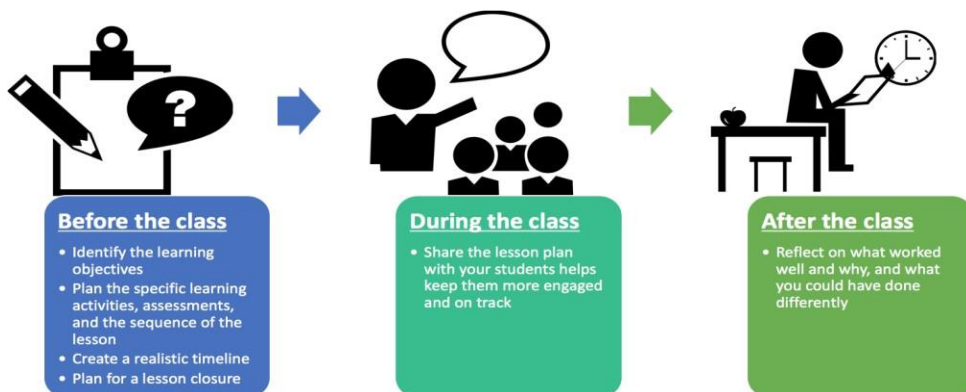 ?
Before the class
• Identify the learning
objectives
• Plan the specific learning
activities, assessments,
and the sequence of the
lesson
• Create a realistic timeline
• Plan for a lesson closure
During the class
• Share the lesson plan
with your students helps
keep them more engaged
and on track
After the class
• Reflect on what worked
well and why, and what
you could have done
differently